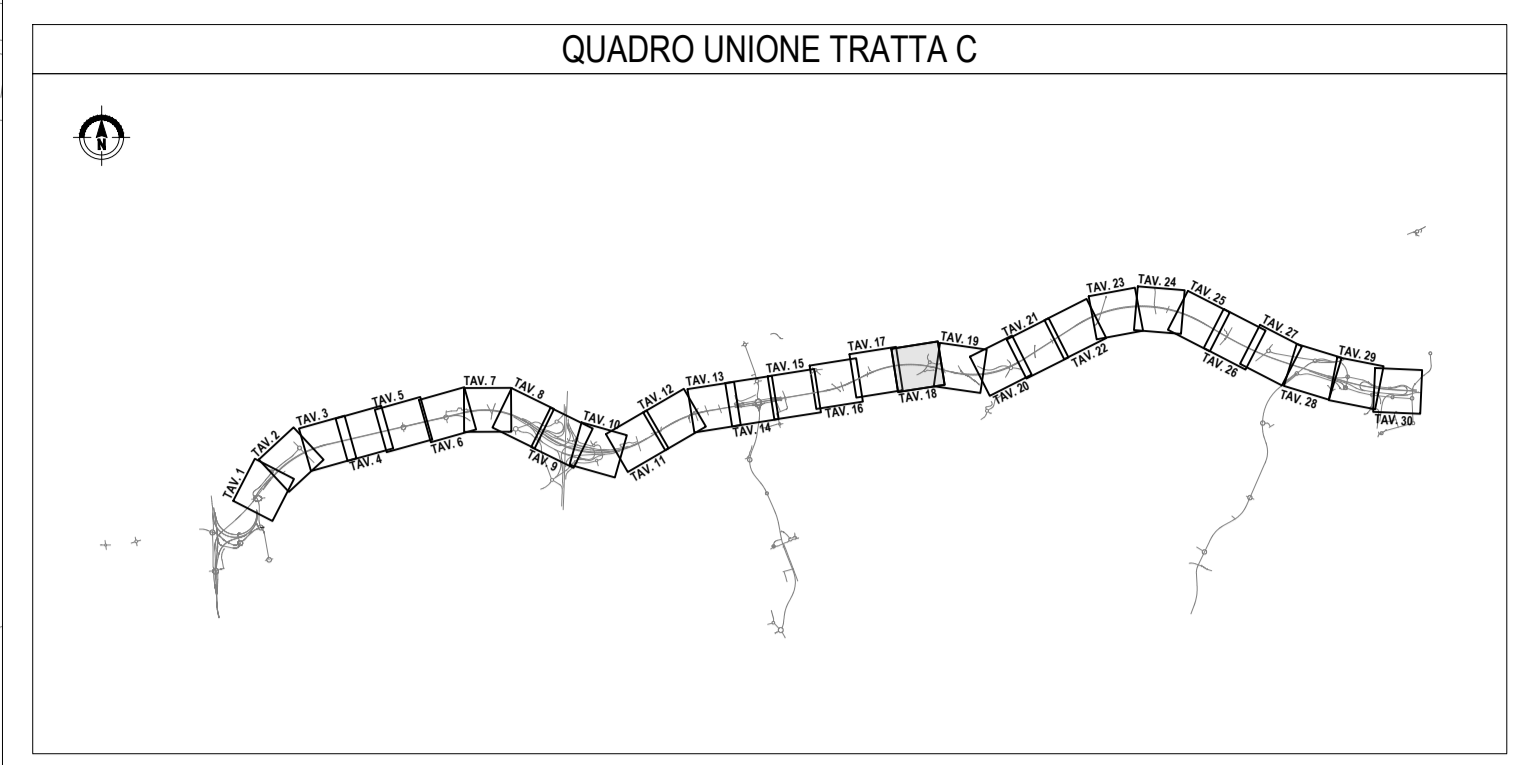 QUADRO UNIONE TRATTA C
N
TAV. 1
TAV. 2
TAV. 3
TAV. 4
TAV. 5
TAV. 6
TAV. 7
TAV. 8
TAV. 9
TAV. 10
TAV. 11
TAV. 12
TAV. 13
TAV. 14
TAV. 15
TAV. 16
TAV. 17
TAV. 18
TAV. 19
TAV. 20
TAV. 21
TAV. 22
TAV. 23
TAV. 24
TAV. 25
TAV. 26
TAV. 27
TAV. 28
TAV. 29
TAV. 30